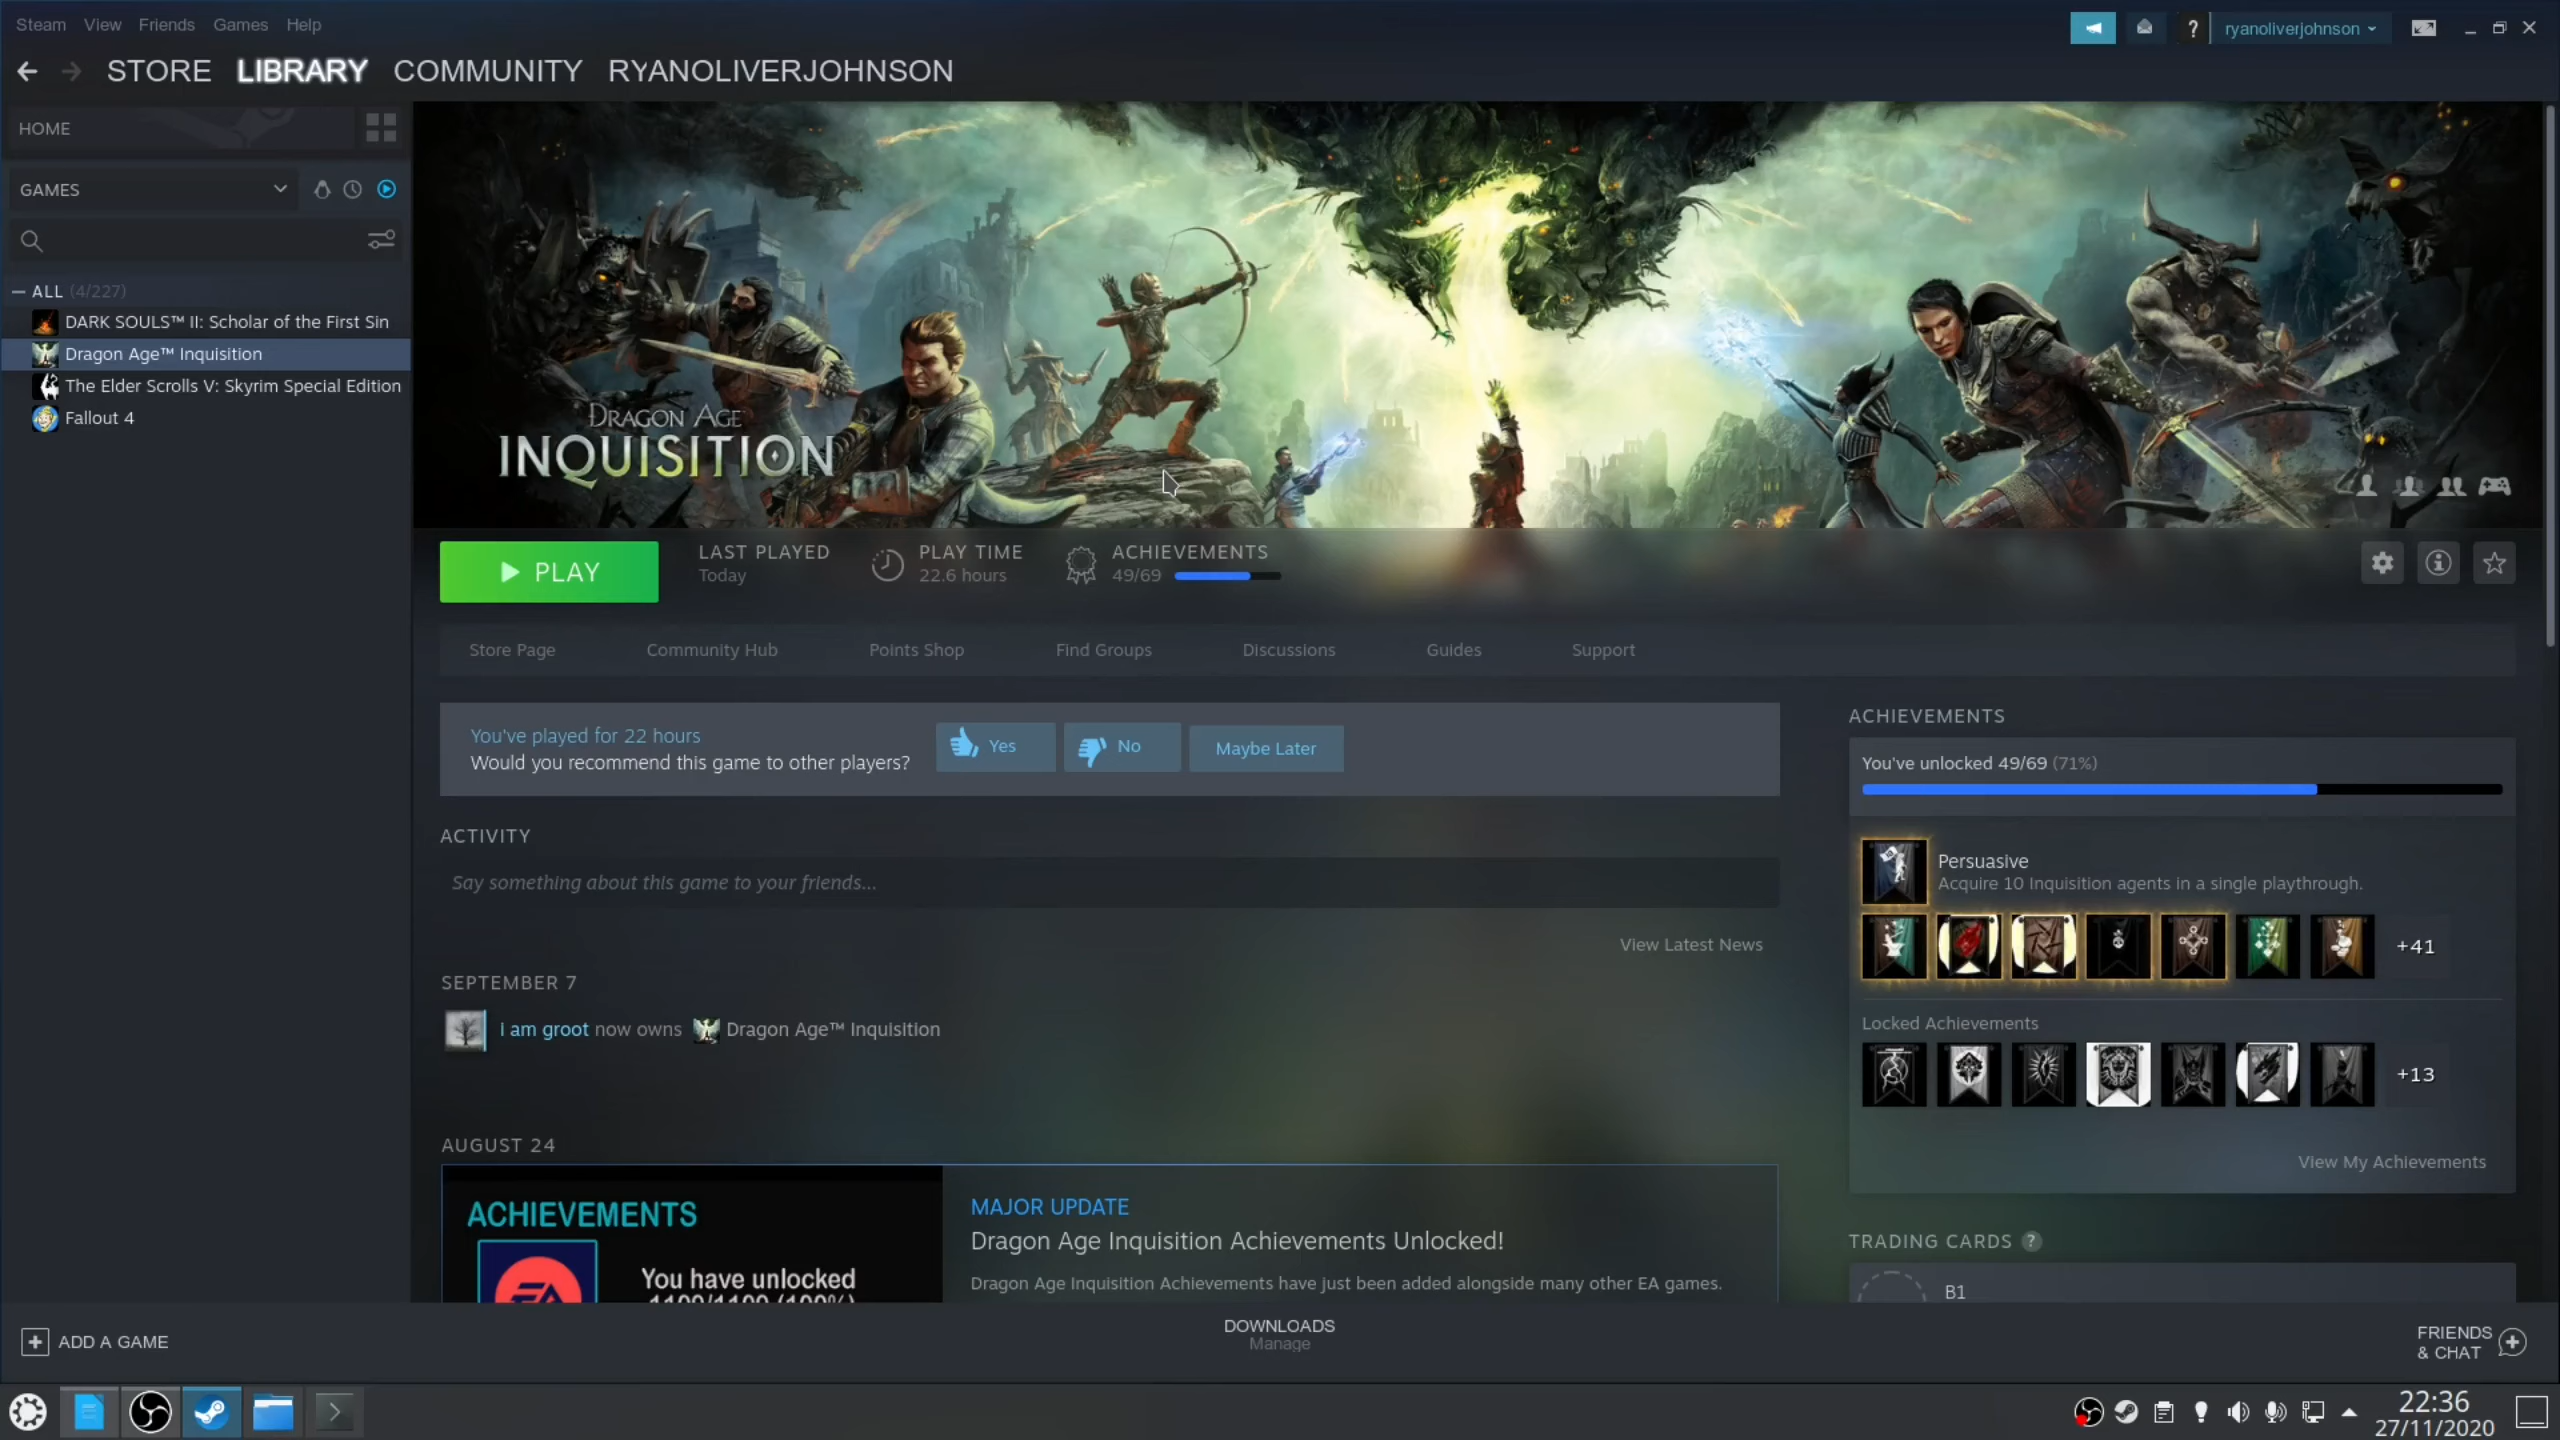 Steam View Friends Games Help
? ryanoliverjohnson
STORE LIBRARY COMMUNITY RYANOLIVERJOHNSON
HOME
GAMES
ALL (4/227)
DARK SOULS™ II: Scholar of the First Sin
Dragon Age™ Inquisition
The Elder Scrolls V: Skyrim Special Edition
Fallout 4
DRAGON AGE
INQUISITION
PLAY
LAST PLAYED
Today
PLAY TIME
22.6 hours
ACHIEVEMENTS
49/69
Store Page Community Hub Points Shop Find Groups Discussions Guides Support
You've played for 22 hours
Would you recommend this game to other players?
Yes No Maybe Later
ACTIVITY
Say something about this game to your friends...
View Latest News
SEPTEMBER 7
i am groot now owns Dragon Age™ Inquisition
AUGUST 24
ACHIEVEMENTS
EA
You have unlocked
1100/1100 (100%)
MAJOR UPDATE
Dragon Age Inquisition Achievements Unlocked!
Dragon Age Inquisition Achievements have just been added alongside many other EA games.
ACHIEVEMENTS
You've unlocked 49/69 (71%)
Persuasive
Acquire 10 Inquisition agents in a single playthrough.
+41
Locked Achievements
+13
View My Achievements
TRADING CARDS ?
B1
ADD A GAME
DOWNLOADS
Manage
FRIENDS
& CHAT
22:36
27/11/2020